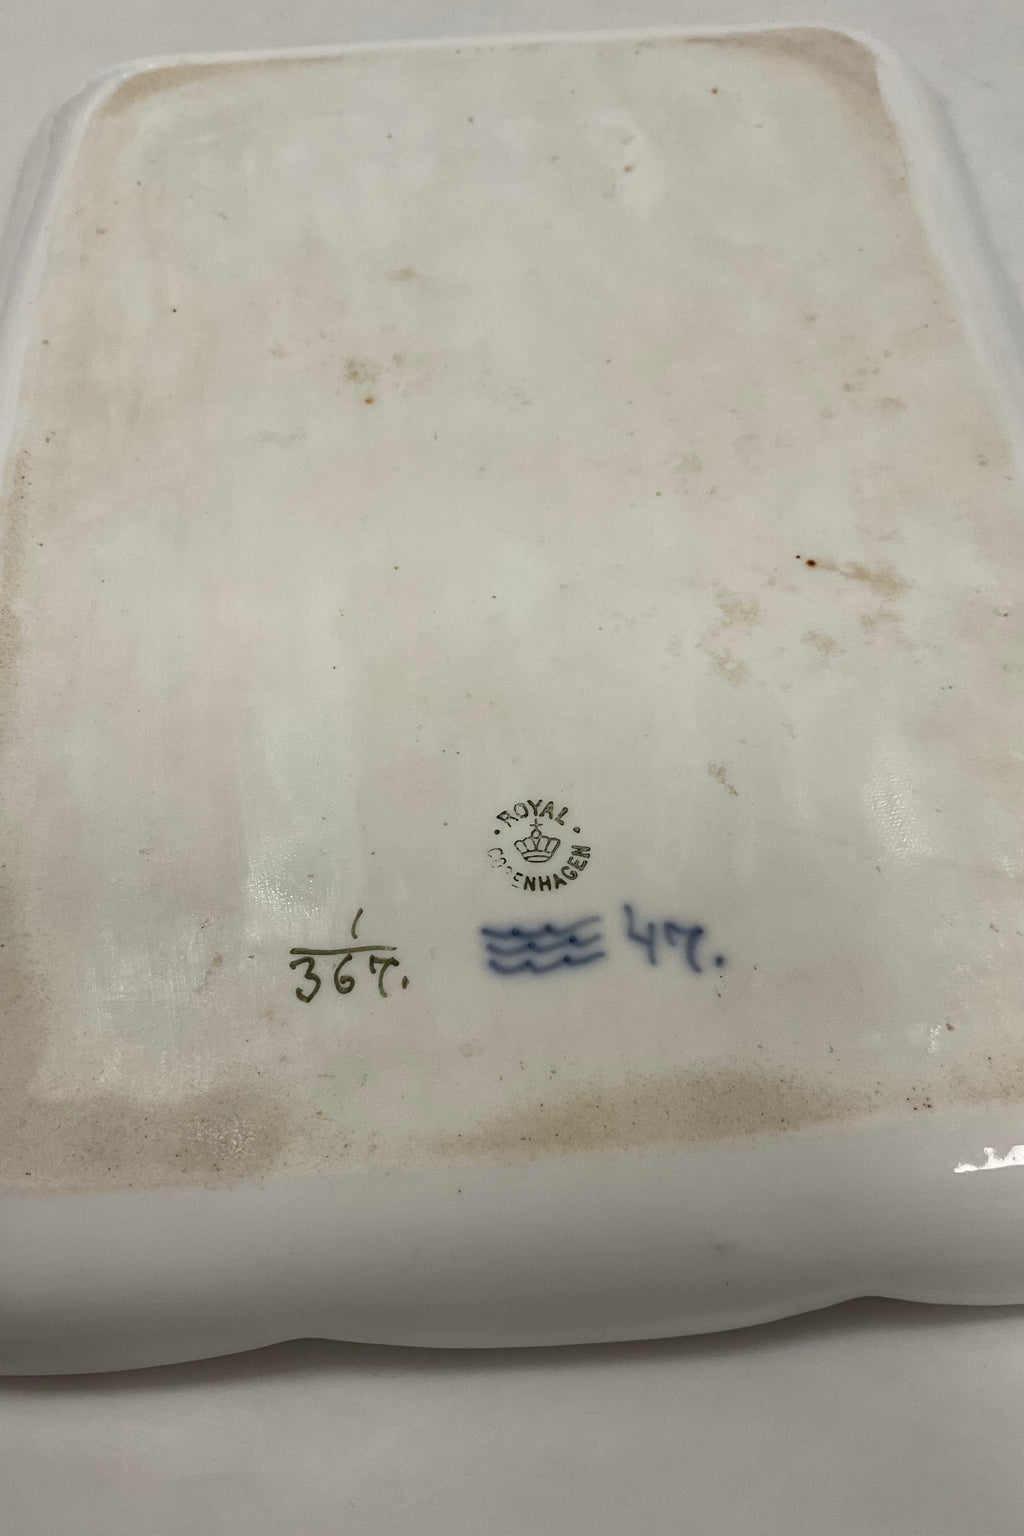 ROYAL
COPENHAGEN
1
367.
47.